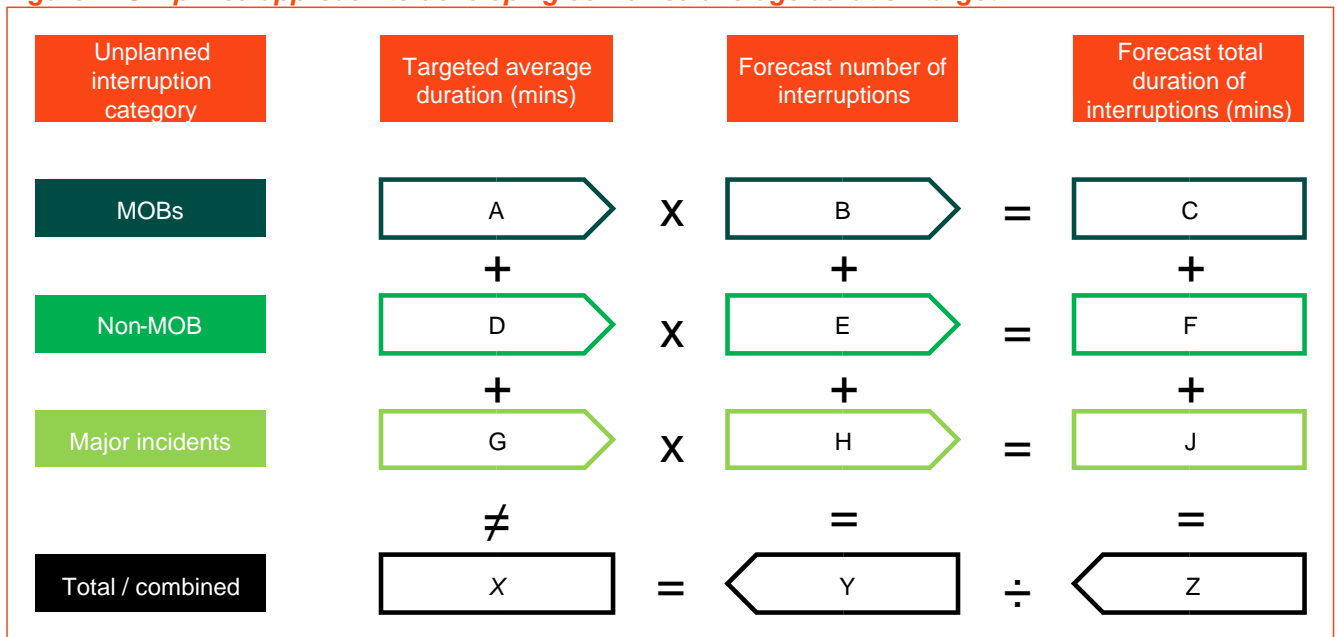 Unplanned
interruption
category
Targeted average
duration (mins)
Forecast number of
interruptions
Forecast total
duration of
interruptions (mins)
MOBs
A
x
B
=
C
+
+
+
Non-MOB
D
x
E
=
F
+
+
+
Major incidents
G
x
H
=
J
≠
=
=
Total / combined
X
=
Y
÷
Z